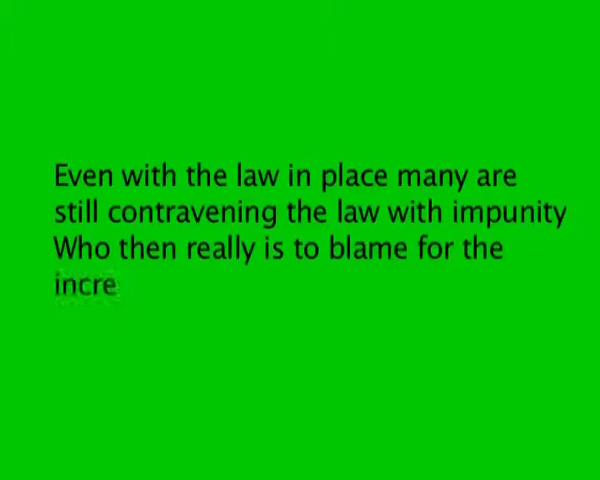 Even with the law in place many are
still contravening the law with impunity
Who then really is to blame for the
incre